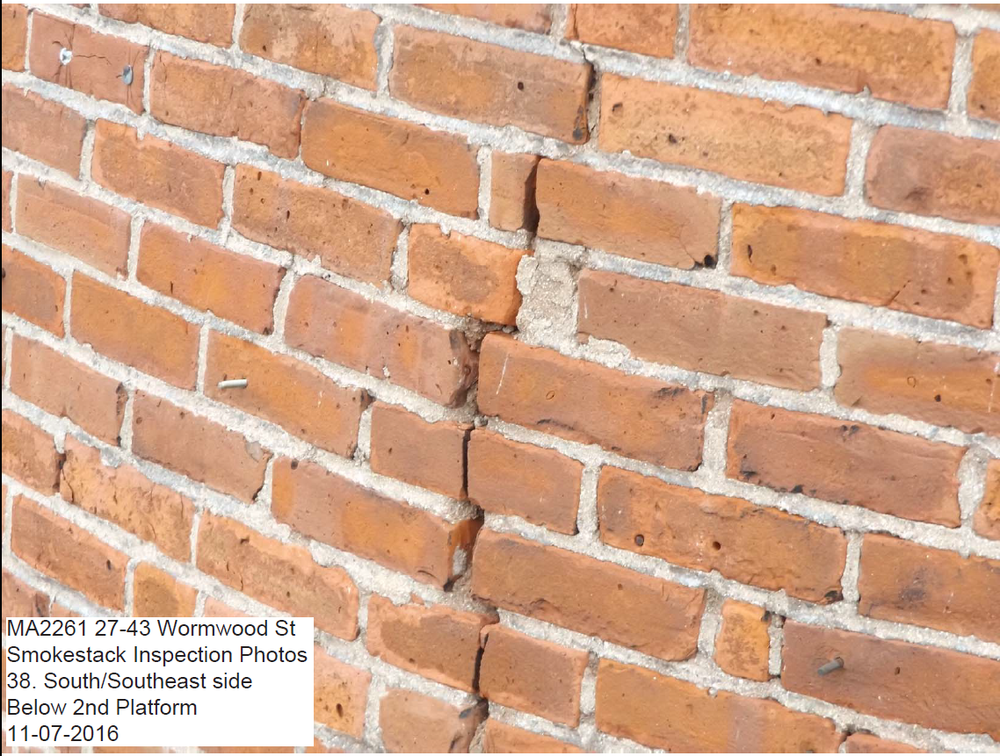 MA2261 27-43 Wormwood St
Smokestack Inspection Photos
38. South/Southeast side
Below 2nd Platform
11-07-2016